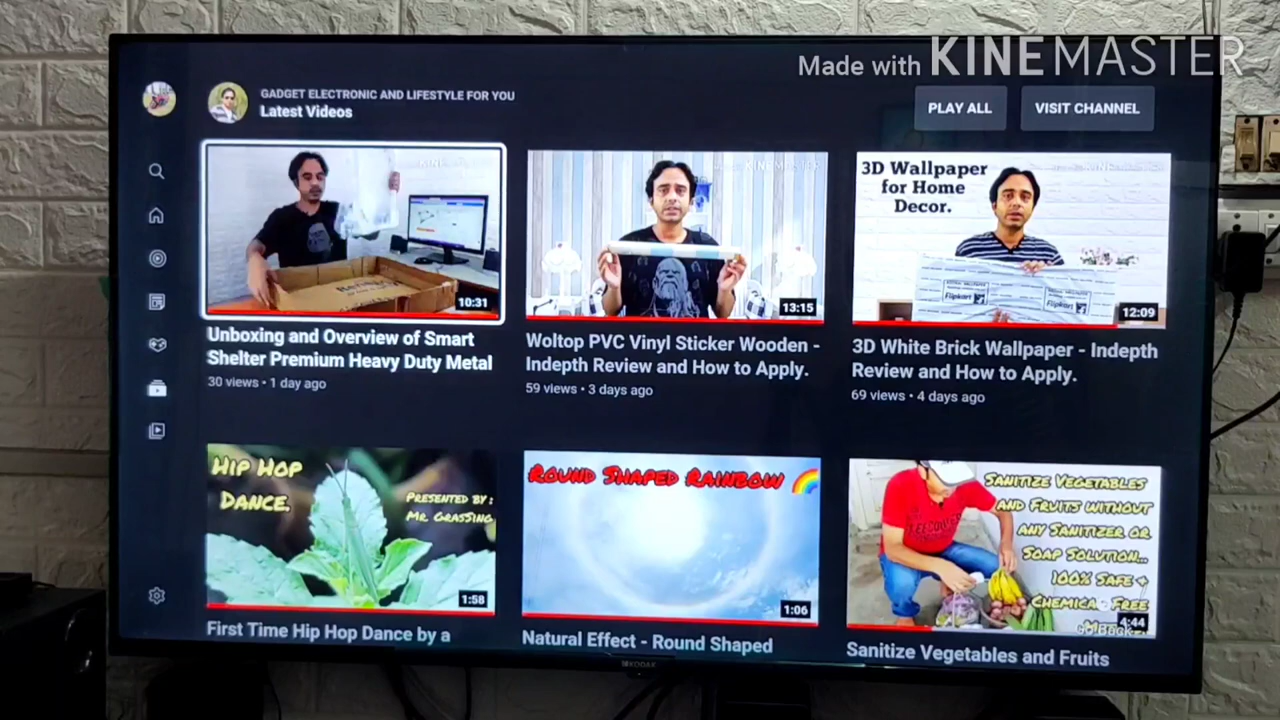 Made with KINEMASTER
GADGET ELECTRONIC AND LIFESTYLE FOR YOU
Latest Videos
PLAY ALL
VISIT CHANNEL
10:31
13:15
3D Wallpaper
for Home
Decor.
Flipkart
Flipkart
12:09
Unboxing and Overview of Smart
Shelter Premium Heavy Duty Metal
30 views • 1 day ago
Woltop PVC Vinyl Sticker Wooden -
Indepth Review and How to Apply.
59 views • 3 days ago
3D White Brick Wallpaper - Indepth
Review and How to Apply.
69 views • 4 days ago
HIP HOP
DANCE.
PRESENTED BY :
MR. GRASSING
1:58
ROUND SHAPED RAINBOW
1:06
SANITIZE VEGETABLES
AND FRUITS WITHOUT
ANY SANITIZER OR
SOAP SOLUTION...
100% SAFE &
CHEMICAL FREE
4:44
First Time Hip Hop Dance by a
Natural Effect - Round Shaped
Sanitize Vegetables and Fruits
KODAK